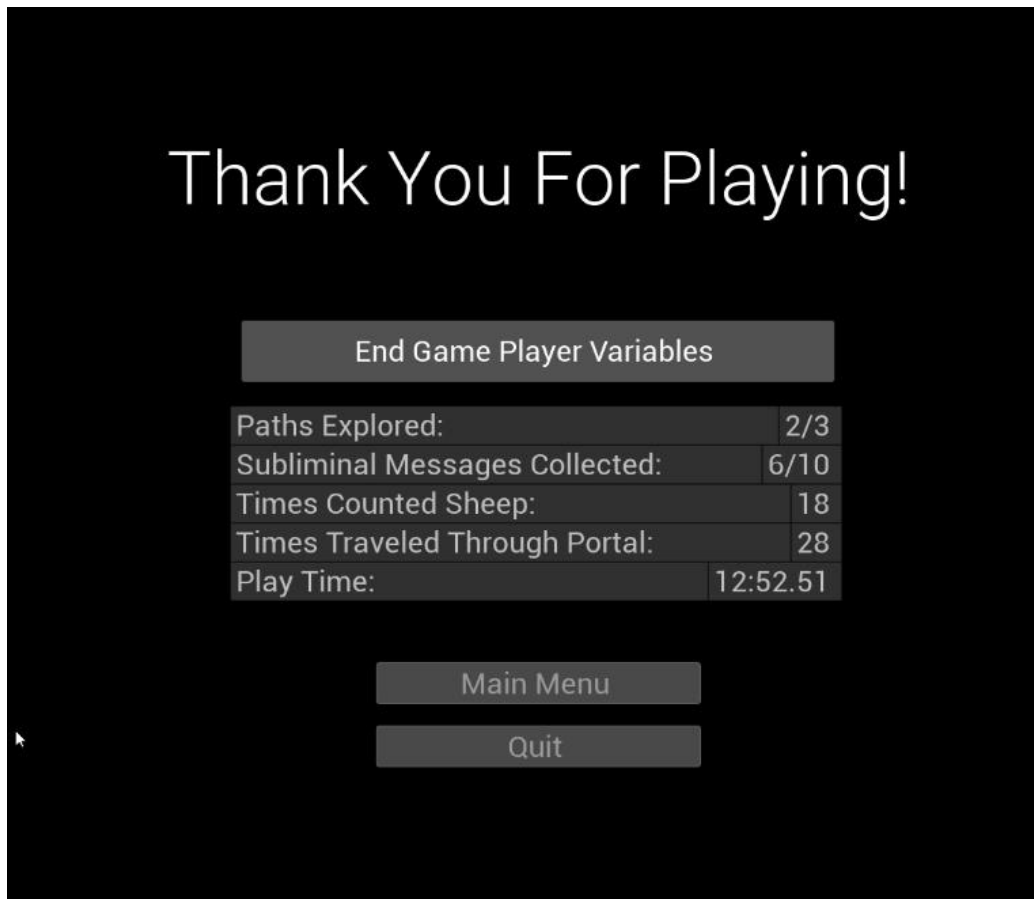 Thank You For Playing!
End Game Player Variables
Paths Explored: 2/3
Subliminal Messages Collected: 6/10
Times Counted Sheep: 18
Times Traveled Through Portal: 28
Play Time: 12:52.51
Main Menu
Quit